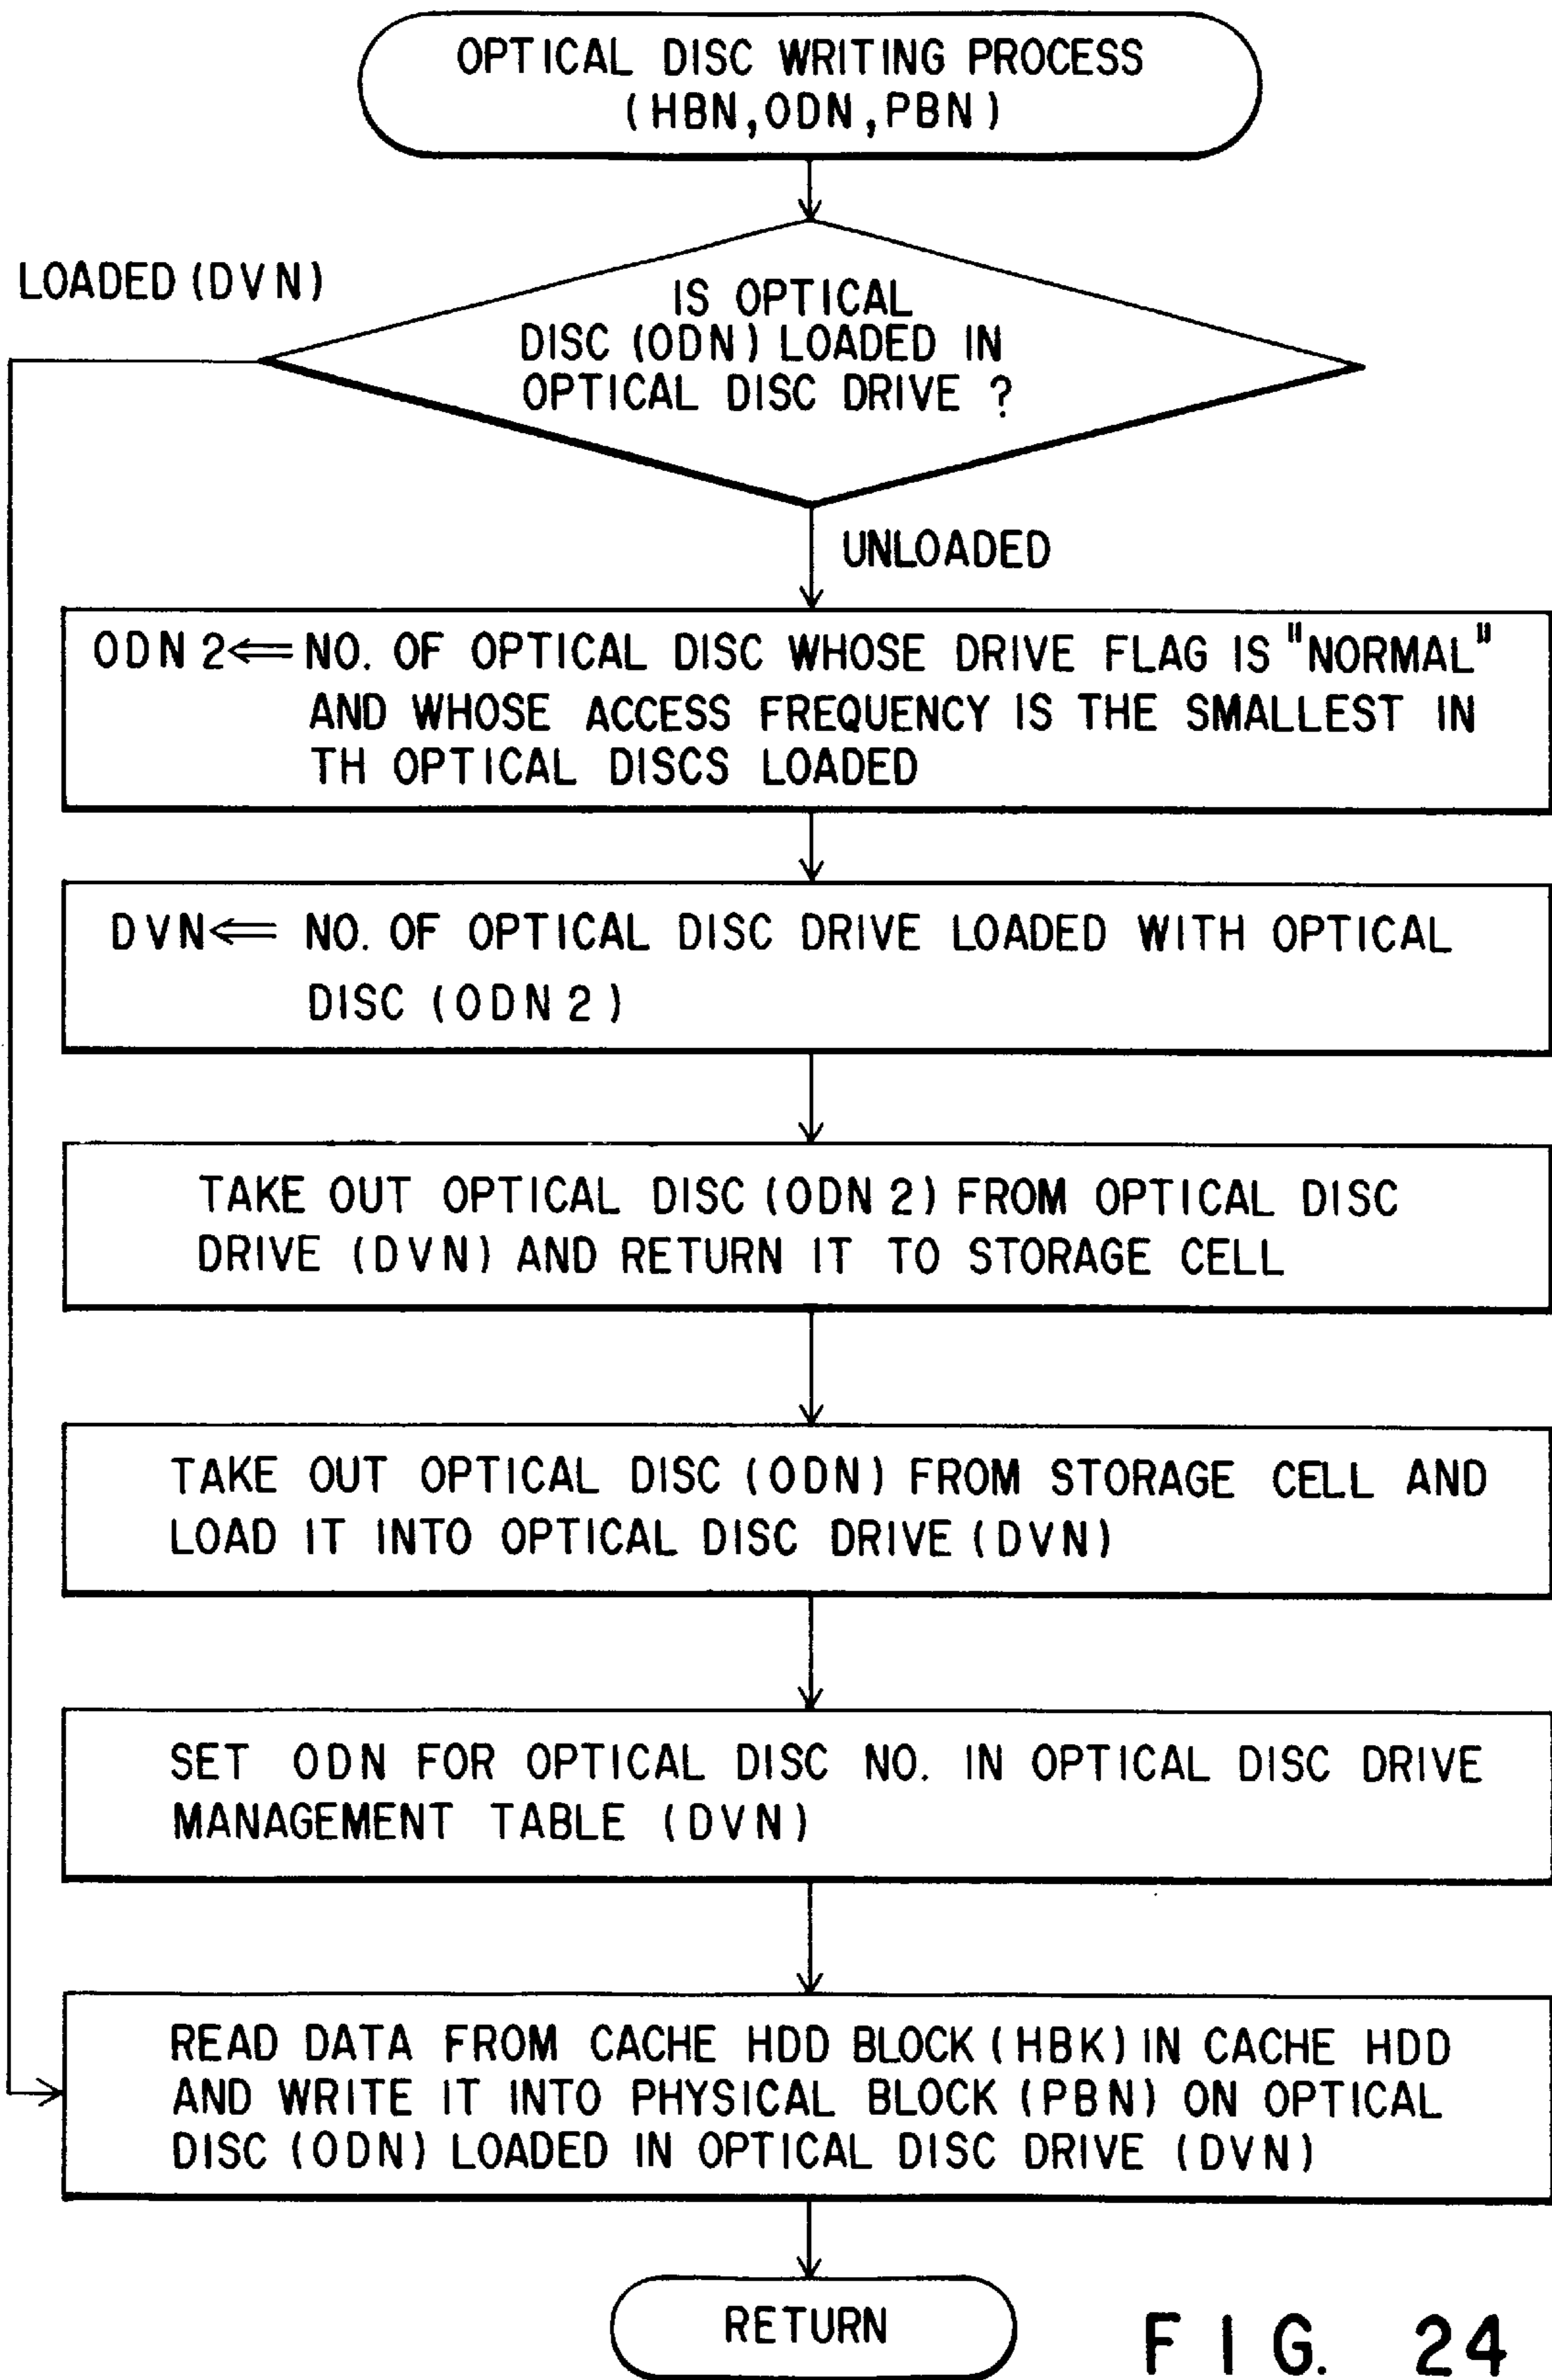 OPTICAL DISC WRITING PROCESS
(HBN,ODN,PBN)
LOADED (DVN)
IS OPTICAL
DISC (ODN) LOADED IN
OPTICAL DISC DRIVE ?
UNLOADED
ODN2⇐ NO. OF OPTICAL DISC WHOSE DRIVE FLAG IS "NORMAL"
AND WHOSE ACCESS FREQUENCY IS THE SMALLEST IN
TH OPTICAL DISCS LOADED
DVN⇐ NO. OF OPTICAL DISC DRIVE LOADED WITH OPTICAL
DISC (ODN2)
TAKE OUT OPTICAL DISC (ODN2) FROM OPTICAL DISC
DRIVE (DVN) AND RETURN IT TO STORAGE CELL
TAKE OUT OPTICAL DISC (ODN) FROM STORAGE CELL AND
LOAD IT INTO OPTICAL DISC DRIVE (DVN)
SET ODN FOR OPTICAL DISC NO. IN OPTICAL DISC DRIVE
MANAGEMENT TABLE (DVN)
READ DATA FROM CACHE HDD BLOCK (HBK) IN CACHE HDD
AND WRITE IT INTO PHYSICAL BLOCK (PBN) ON OPTICAL
DISC (ODN) LOADED IN OPTICAL DISC DRIVE (DVN)
RETURN
FIG. 24